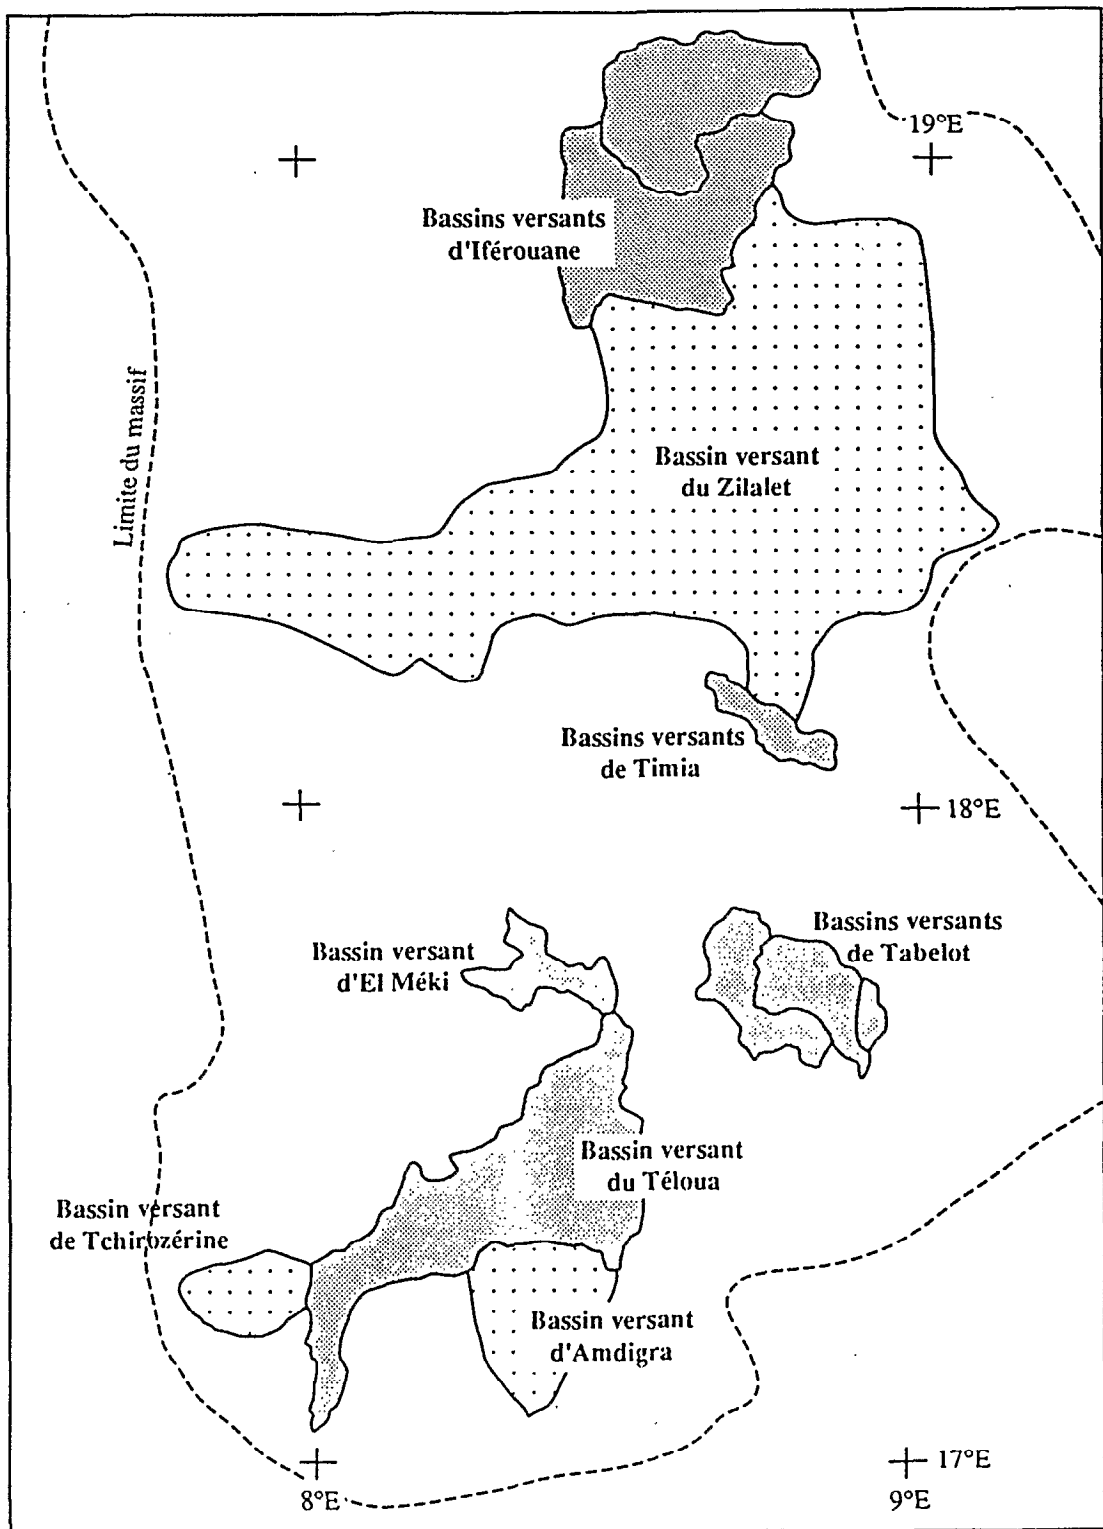 19°E
Bassins versants
d'Iférouane
Limite du massif
Bassin versant
du Zilalet
Bassins versants
de Timia
18°E
Bassin versant
d'El Méki
Bassins versants
de Tabelot
Bassin versant
du Téloua
Bassin versant
de Tchirozérine
Bassin versant
d'Amdigra
17°E
8°E
9°E